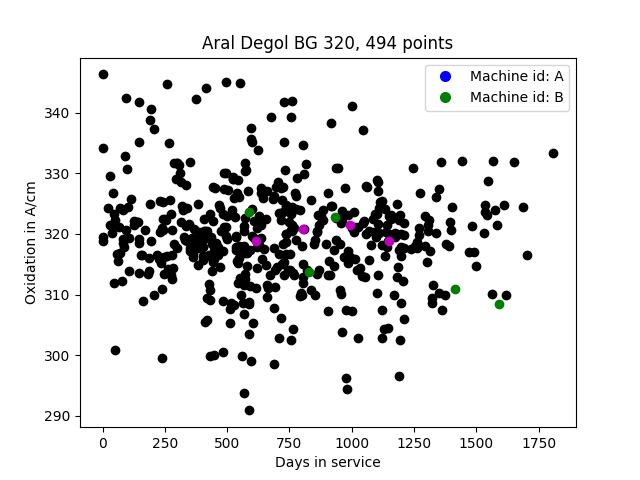 Aral Degol BG 320, 494 points
Machine id: A
Machine id: B
340
330
320
310
300
290
Oxidation in A/cm
0
250
500
750
1000
1250
1500
1750
Days in service